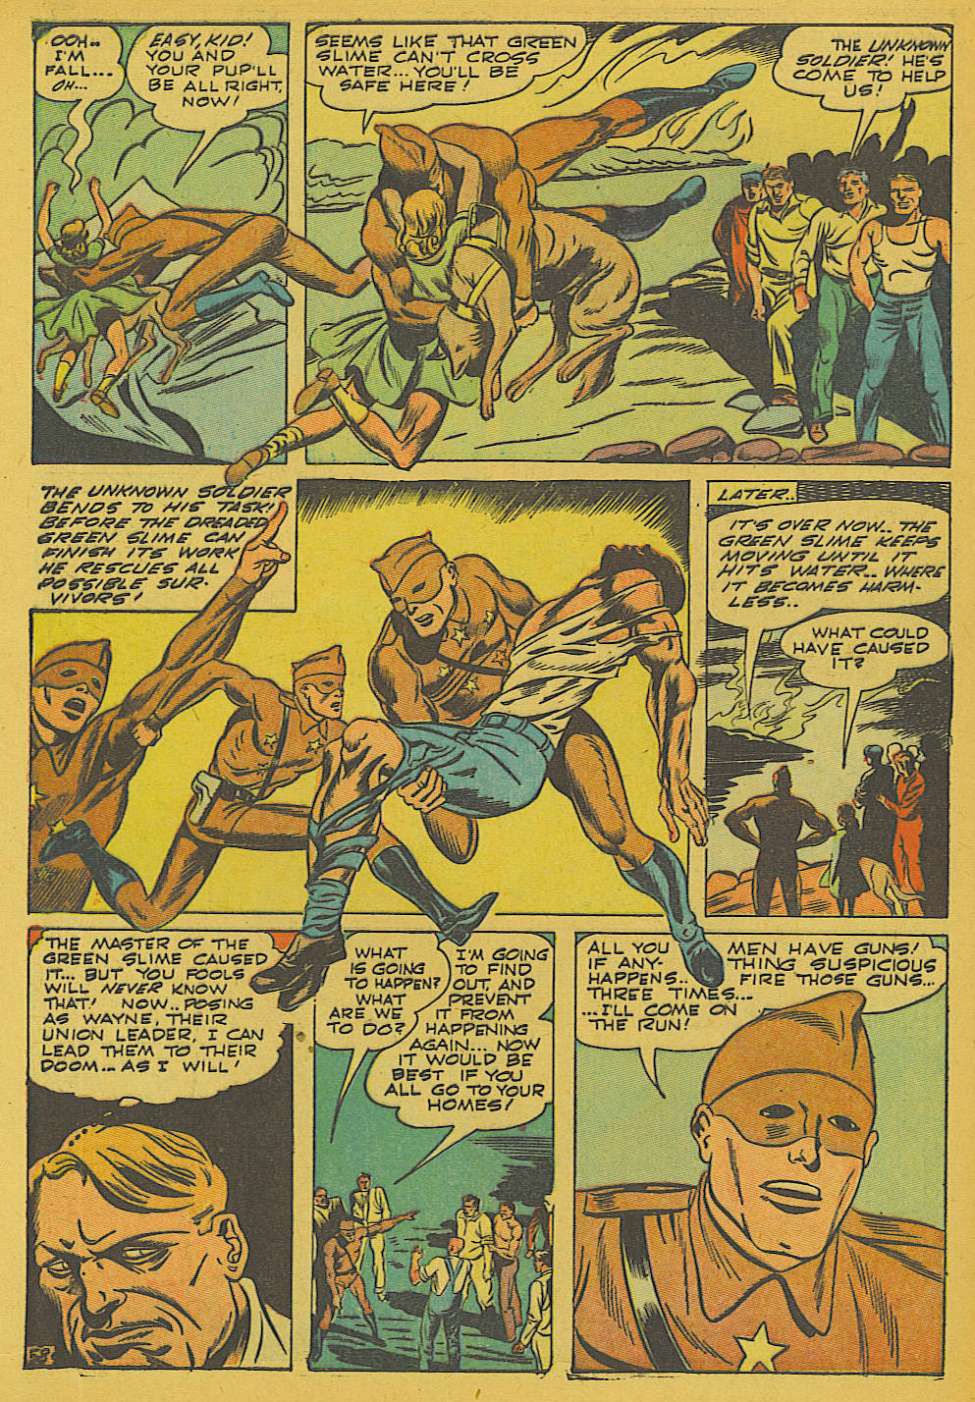 OOH..
I'M
FALL...
OH...
EASY, KID!
YOU AND
YOUR PUP'LL
BE ALL RIGHT,
NOW!
SEEMS LIKE THAT GREEN
SLIME CAN'T CROSS
WATER... YOU'LL BE
SAFE HERE!
THE UNKNOWN
SOLDIER! HE'S
COME TO HELP
US!
THE UNKNOWN SOLDIER
BENDS TO HIS TASK!
BEFORE THE DREADED
GREEN SLIME CAN
FINISH ITS WORK
HE RESCUES ALL
POSSIBLE SUR-
VIVORS!
LATER..
IT'S OVER NOW.. THE
GREEN SLIME KEEPS
MOVING UNTIL IT
HITS WATER.. WHERE
IT BECOMES HARM-
LESS..
WHAT COULD
HAVE CAUSED
IT?
THE MASTER OF THE
GREEN SLIME CAUSED
IT... BUT YOU FOOLS
WILL NEVER KNOW
THAT! NOW.. POSING
AS WAYNE, THEIR
UNION LEADER, I CAN
LEAD THEM TO THEIR
DOOM... AS I WILL!
WHAT
IS GOING
TO HAPPEN?
WHAT
ARE WE
TO DO?
I'M GOING
TO FIND
OUT, AND
PREVENT
IT FROM
HAPPENING
AGAIN... NOW
IT WOULD BE
BEST IF YOU
ALL GO TO YOUR
HOMES!
ALL YOU MEN HAVE GUNS!
IF ANY- THING SUSPICIOUS
HAPPENS.. FIRE THOSE GUNS...
THREE TIMES...
...I'LL COME ON
THE RUN!
59